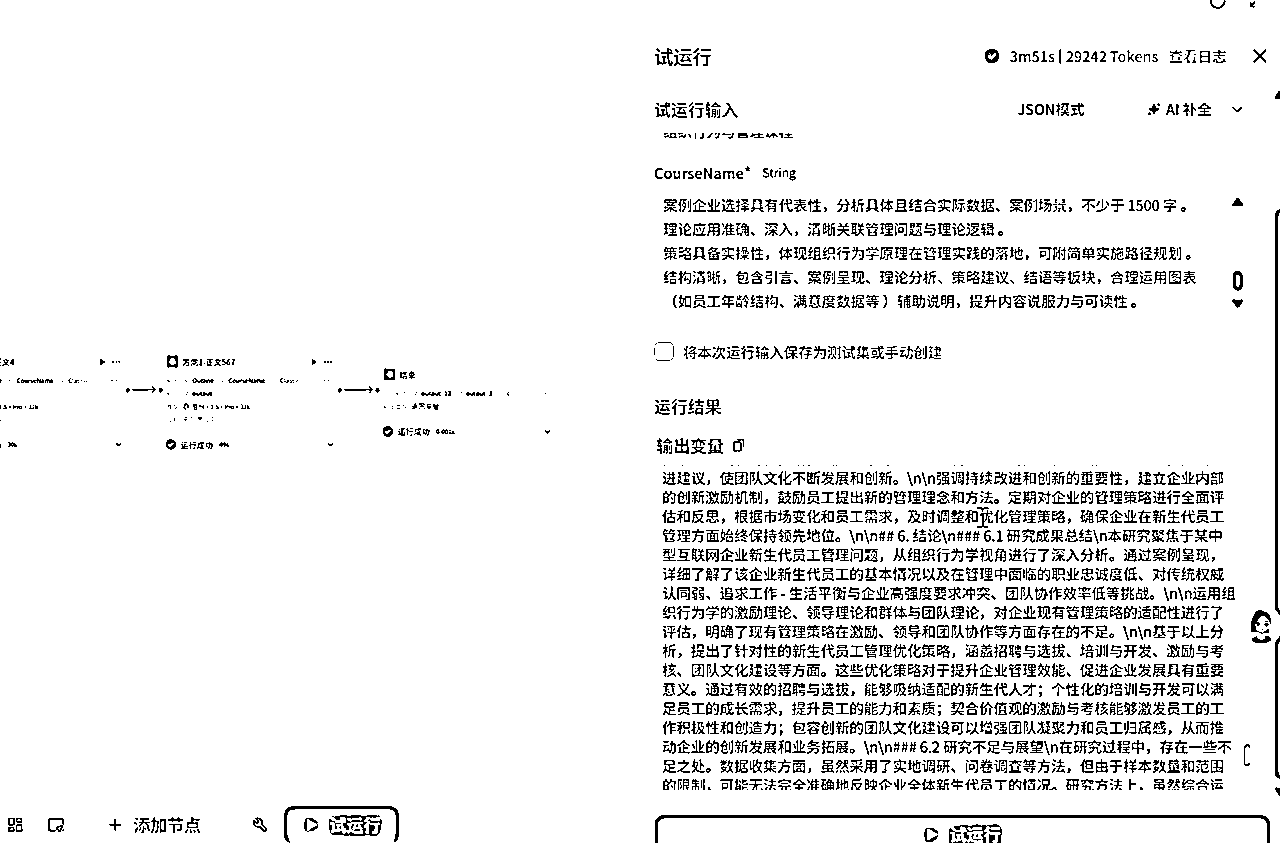 试运行
3m51s | 29242 Tokens 查看日志
试运行输入
JSON模式
AI 补全
组织行为与管理课程
CourseName* String
案例企业选择具有代表性，分析具体且结合实际数据、案例场景，不少于 1500 字 。
理论应用准确、深入，清晰关联管理问题与理论逻辑。
策略具备实操性，体现组织行为学原理在管理实践的落地，可附简单实施路径规划 。
结构清晰，包含引言、案例呈现、理论分析、策略建议、结语等板块，合理运用图表
（如员工年龄结构、满意度数据等 ）辅助说明，提升内容说服力与可读性 。
将本次运行输入保存为测试集或手动创建
运行结果
输出变量
进建议，使团队文化不断发展和创新。\n\n强调持续改进和创新的重要性，建立企业内部
的创新激励机制，鼓励员工提出新的管理理念和方法。定期对企业的管理策略进行全面评
估和反思，根据市场变化和员工需求，及时调整和优化管理策略，确保企业在新生代员工
管理方面始终保持领先地位。\n\n## 6. 结论\n### 6.1 研究成果总结\n本研究聚焦于某中
型互联网企业新生代员工管理问题，从组织行为学视角进行了深入分析。通过案例呈现，
详细了解了该企业新生代员工的基本情况以及在管理中面临的职业忠诚度低、对传统权威
认同弱、追求工作 - 生活平衡与企业高强度要求冲突、团队协作效率低等挑战。\n\n运用组
织行为学的激励理论、领导理论和群体与团队理论，对企业现有管理策略的适配性进行了
评估，明确了现有管理策略在激励、领导和团队协作等方面存在的不足。\n\n基于以上分
析，提出了针对性的新生代员工管理优化策略，涵盖招聘与选拔、培训与开发、激励与考
核、团队文化建设等方面。这些优化策略对于提升企业管理效能、促进企业发展具有重要
意义。通过有效的招聘与选拔，能够吸纳适配的新生代人才；个性化的培训与开发可以满
足员工的成长需求，提升员工的能力和素质；契合价值观的激励与考核能够激发员工的工
作积极性和创造力；包容创新的团队文化建设可以增强团队凝聚力和员工归属感，从而推
动企业的创新发展和业务拓展。\n\n### 6.2 研究不足与展望\n在研究过程中，存在一些不
足之处。数据收集方面，虽然采用了实地调研、问卷调查等方法，但由于样本数量和范围
的限制，可能无法完全准确地反映企业全体新生代员工的情况。研究方法上，虽然综合运
正文4
CourseName
正文567
Outline CourseName
output
运行成功
结果
output
运行成功 0.001s
添加节点
试运行
试运行